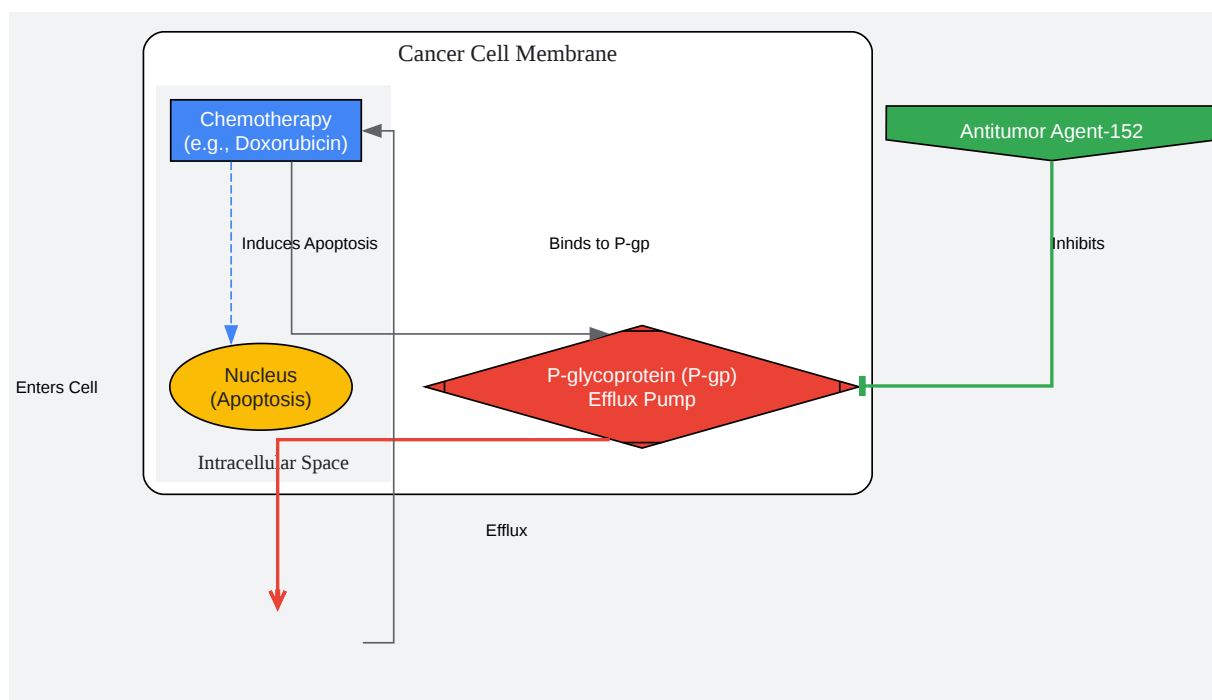 Cancer Cell Membrane
Chemotherapy
(e.g., Doxorubicin)
Antitumor Agent-152
Induces Apoptosis
Binds to P-gp
Inhibits
Enters Cell
Nucleus
(Apoptosis)
P-glycoprotein (P-gp)
Efflux Pump
Intracellular Space
Efflux